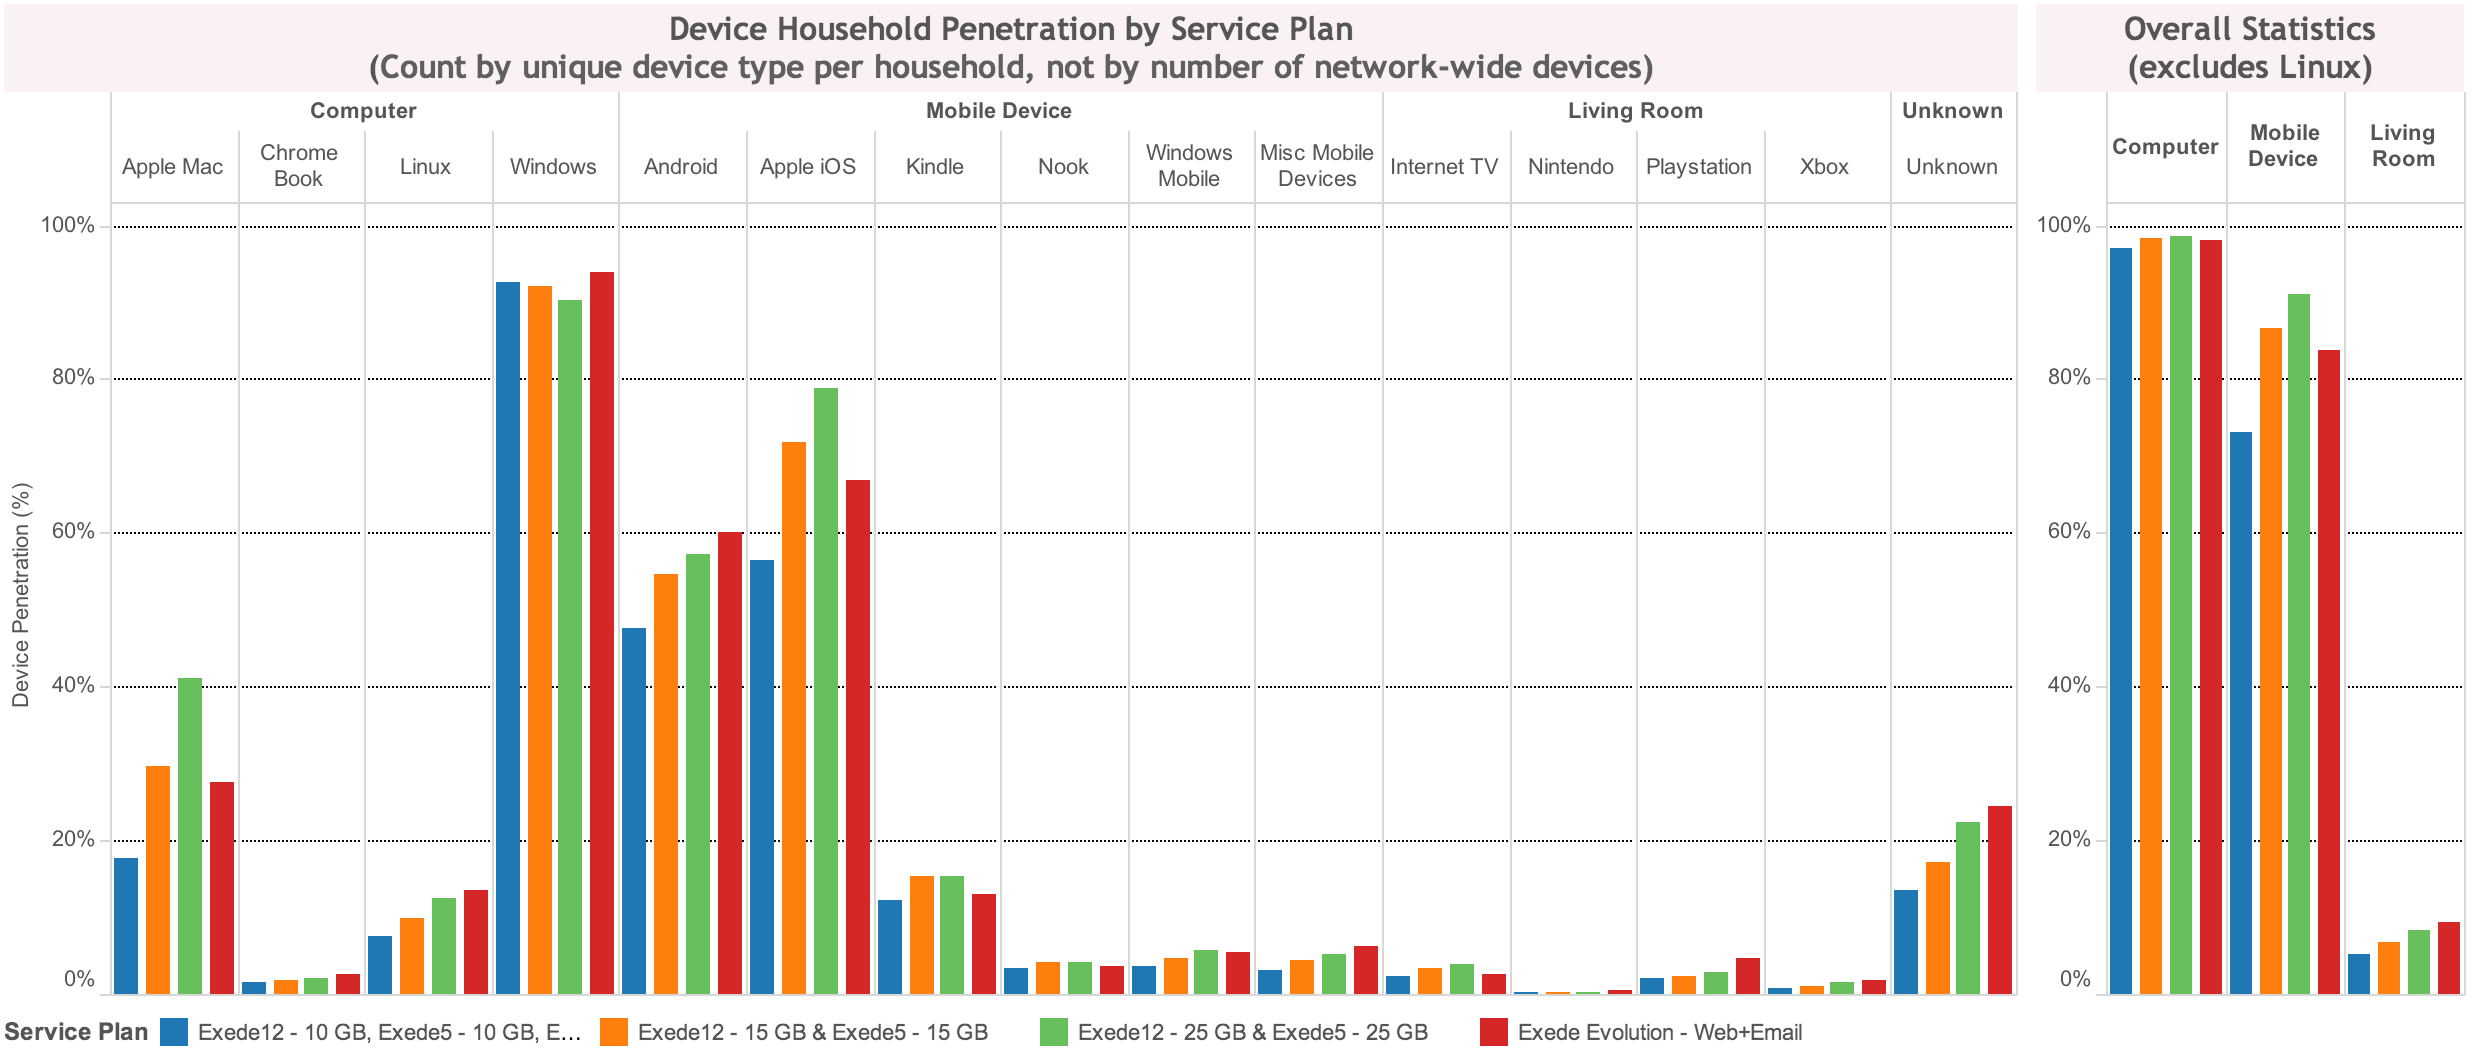 Device Household Penetration by Service Plan
(Count by unique device type per household, not by number of network-wide devices)
Overall Statistics
(excludes Linux)
Computer
Mobile Device
Living Room
Unknown
Apple Mac
Chrome
Book
Linux
Windows
Android
Apple iOS
Kindle
Nook
Windows
Mobile
Misc Mobile
Devices
Internet TV
Nintendo
Playstation
Xbox
Unknown
Computer
Mobile
Device
Living
Room
Device Penetration (%)
100%
80%
60%
40%
20%
0%
100%
80%
60%
40%
20%
0%
Service Plan
Exede12 - 10 GB, Exede5 - 10 GB, E...
Exede12 - 15 GB & Exede5 - 15 GB
Exede12 - 25 GB & Exede5 - 25 GB
Exede Evolution - Web+Email